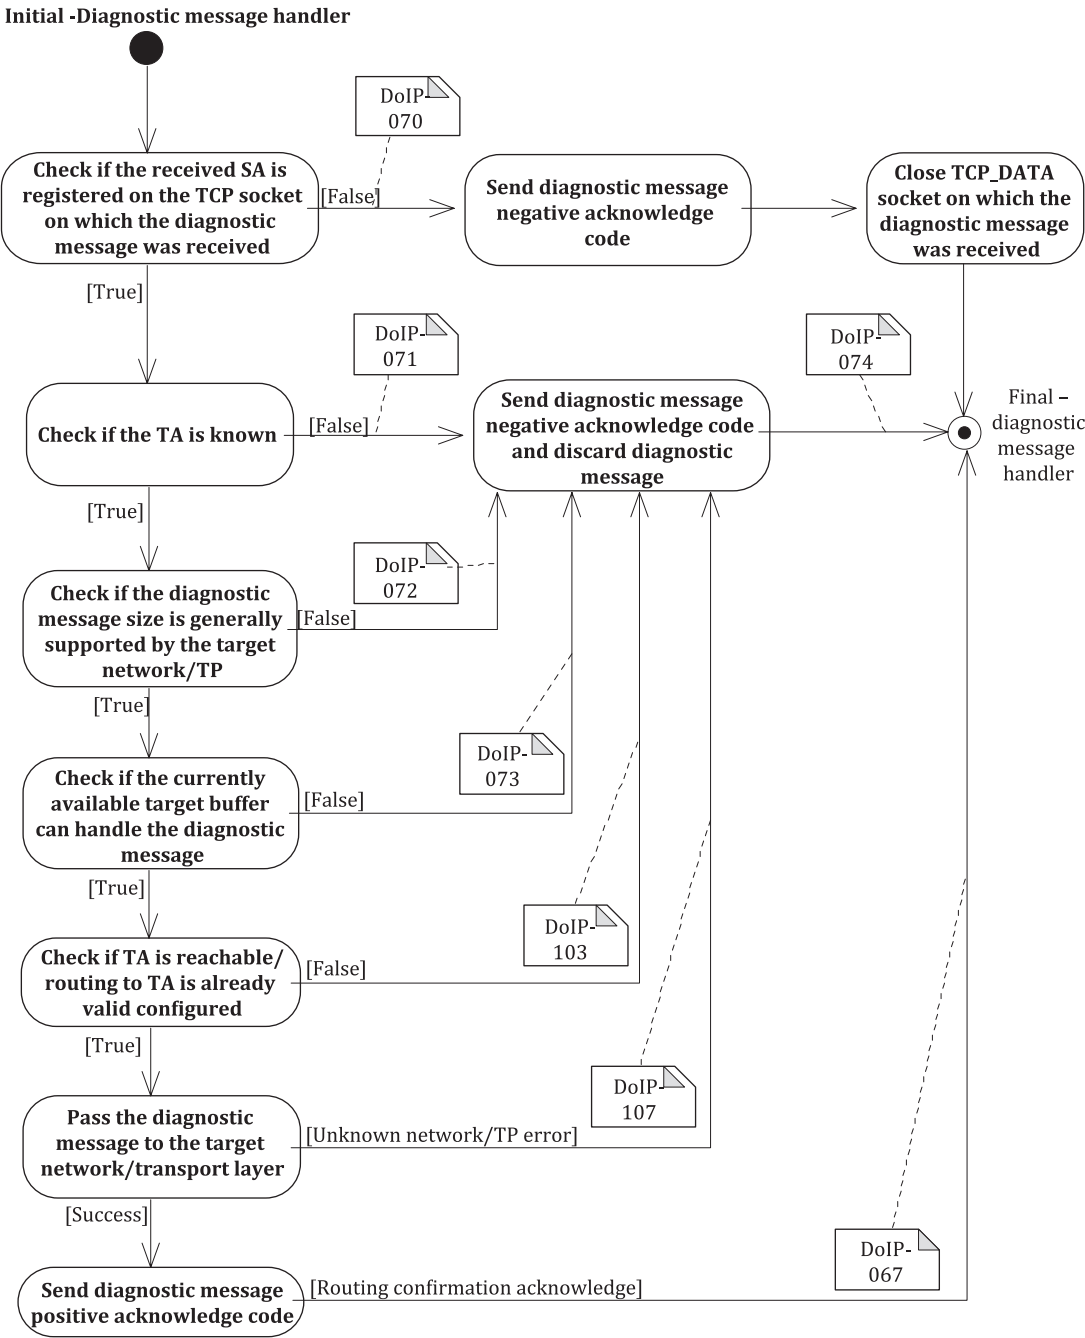 Initial -Diagnostic message handler
DoIP-
070
Check if the received SA is
registered on the TCP socket
on which the diagnostic
message was received
[False]
Send diagnostic message
negative acknowledge
code
Close TCP_DATA
socket on which the
diagnostic message
was received
[True]
DoIP-
071
DoIP-
074
Check if the TA is known
[False]
Send diagnostic message
negative acknowledge code
and discard diagnostic
message
Final –
diagnostic
message
handler
[True]
DoIP-
072
Check if the diagnostic
message size is generally
supported by the target
network/TP
[False]
[True]
DoIP-
073
Check if the currently
available target buffer
can handle the diagnostic
message
[False]
[True]
DoIP-
103
Check if TA is reachable/
routing to TA is already
valid configured
[False]
[True]
DoIP-
107
Pass the diagnostic
message to the target
network/transport layer
[Unknown network/TP error]
[Success]
DoIP-
067
Send diagnostic message
positive acknowledge code
[Routing confirmation acknowledge]